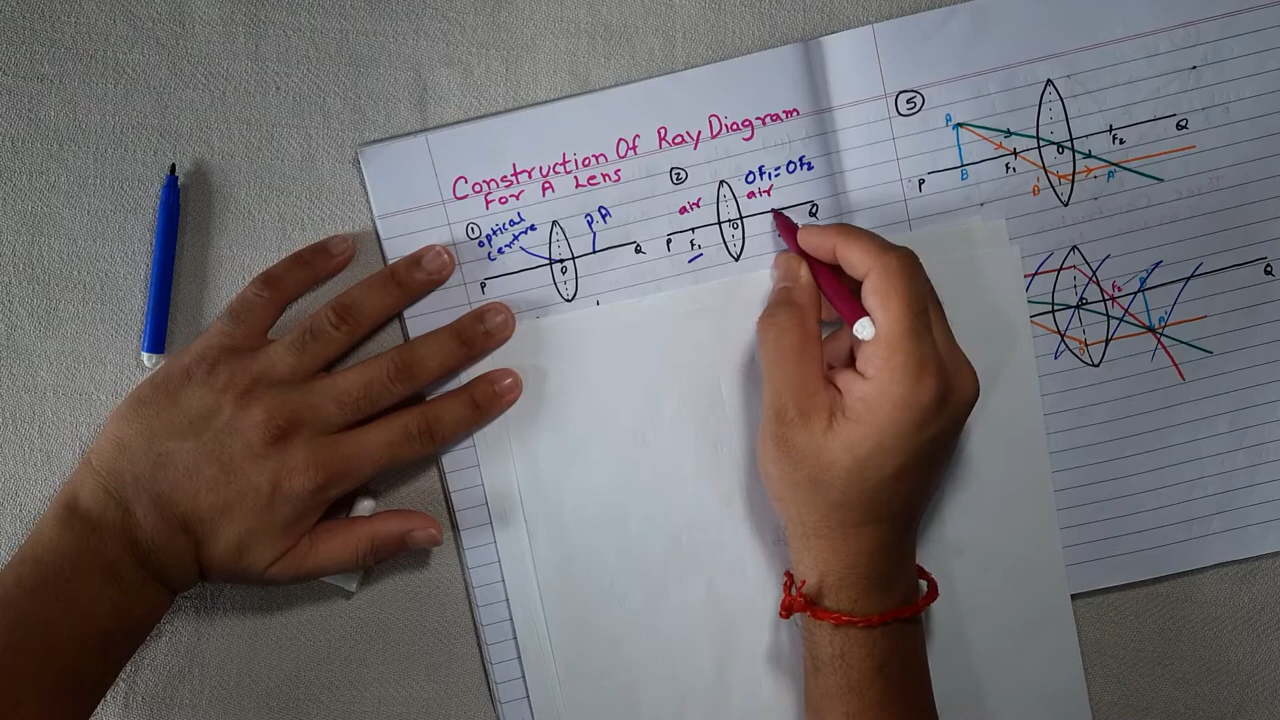 Construction Of Ray Diagram
For A Lens
①
optical
centre
P.A
P
O
Q
②
OF₁ = OF₂
air
air
P
F₁
O
Q
⑤
A
B
P
F₁
O
F₂
Q
B'
A'
O
F₂
B'
A'
Q